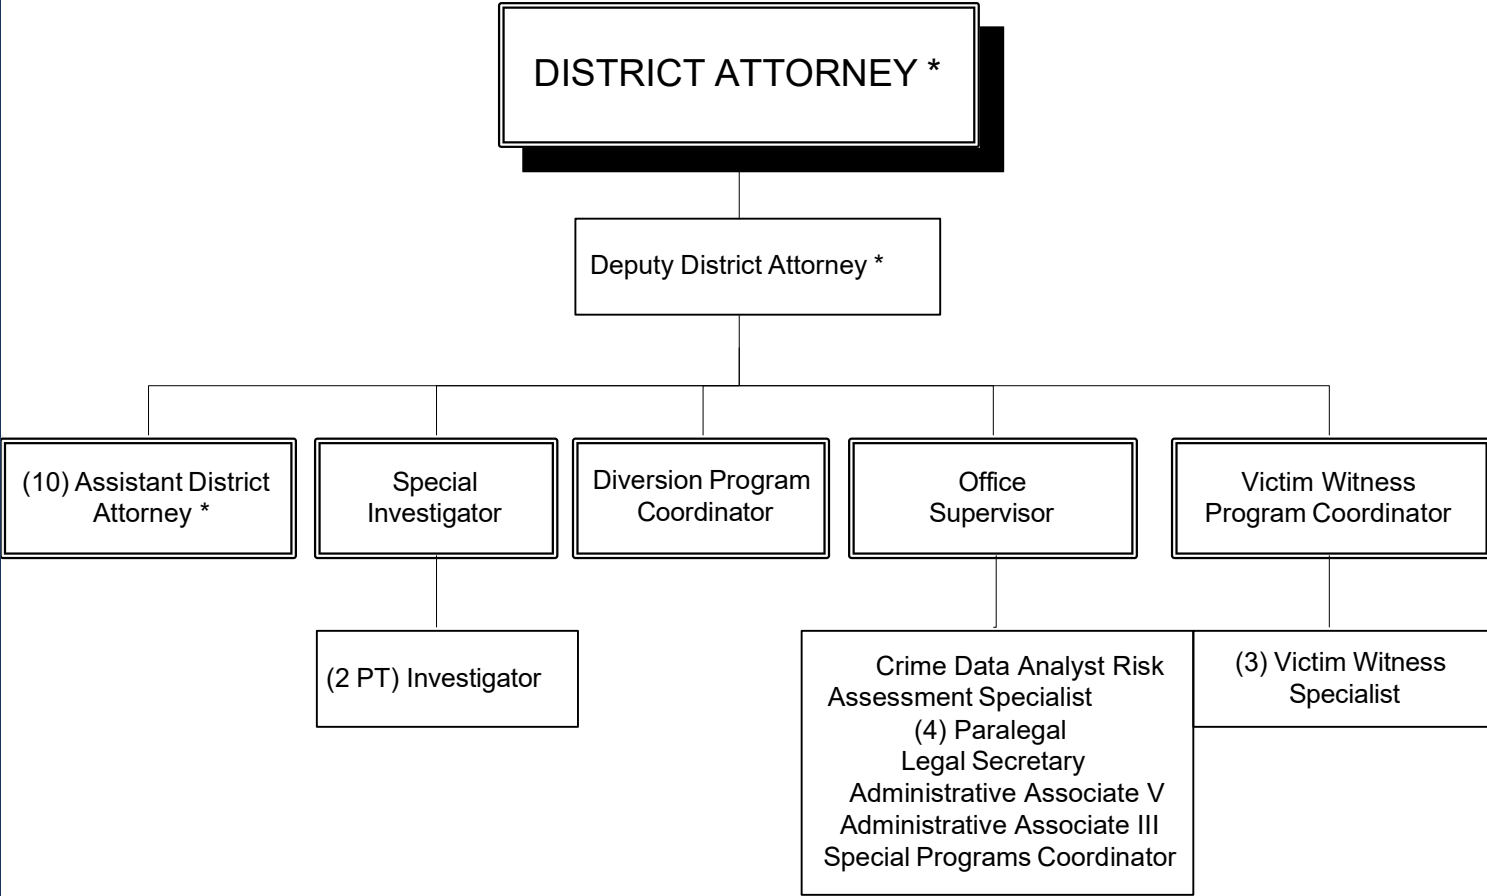 DISTRICT ATTORNEY *
Deputy District Attorney *
(10) Assistant District
Attorney *
Special
Investigator
Diversion Program
Coordinator
Office
Supervisor
Victim Witness
Program Coordinator
(2 PT) Investigator
Crime Data Analyst Risk
Assessment Specialist
(4) Paralegal
Legal Secretary
Administrative Associate V
Administrative Associate III
Special Programs Coordinator
(3) Victim Witness
Specialist